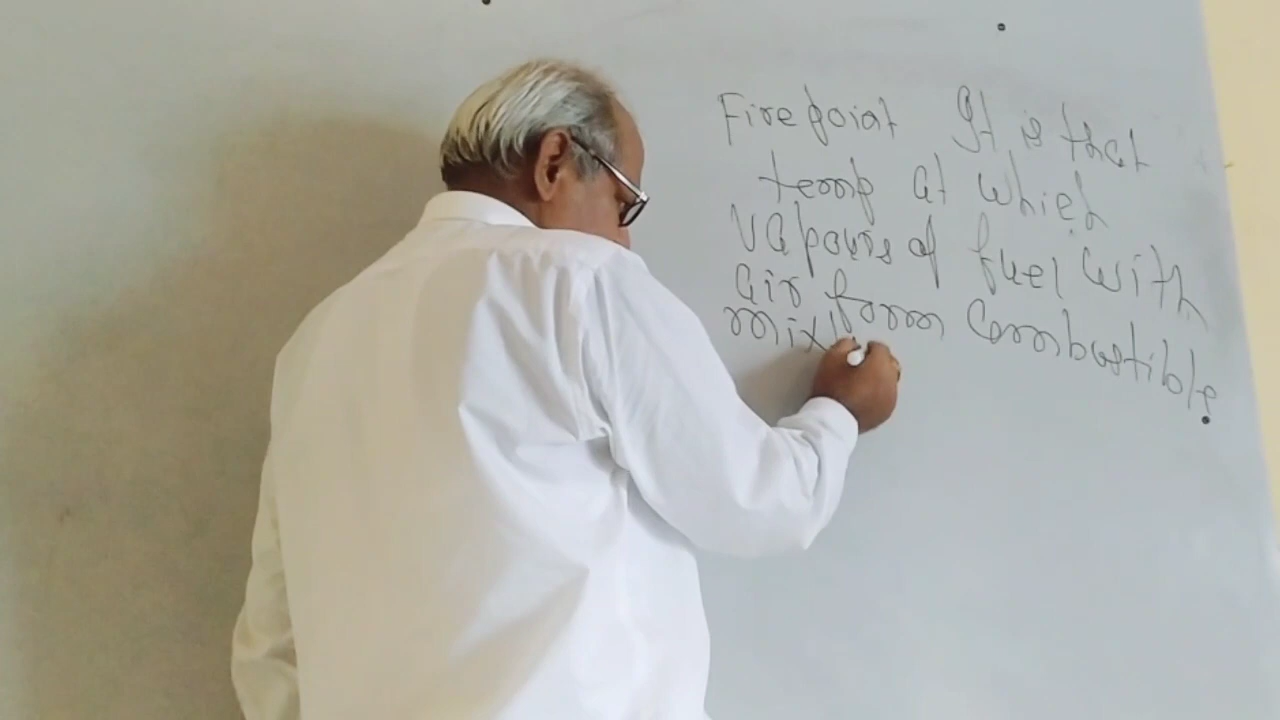 Fire point It is that
temp at which
vapours of fuel with
air form combustible
mix